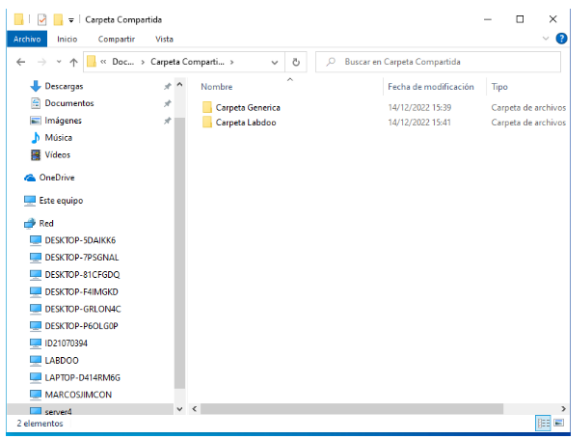 Carpeta Compartida
Archivo Inicio Compartir Vista
« Doc... > Carpeta Comparti... > Buscar en Carpeta Compartida
Descargas
Documentos
Imágenes
Música
Vídeos
OneDrive
Este equipo
Red
DESKTOP-5DAIKK6
DESKTOP-7PSGNAL
DESKTOP-81CFGDQ
DESKTOP-F4IMGKD
DESKTOP-GRLON4C
DESKTOP-P6OLG0P
ID21070394
LABDOO
LAPTOP-D414RM6G
MARCOSJIMCON
server4
Nombre Fecha de modificación Tipo
Carpeta Generica 14/12/2022 15:39 Carpeta de archivos
Carpeta Labdoo 14/12/2022 15:41 Carpeta de archivos
2 elementos